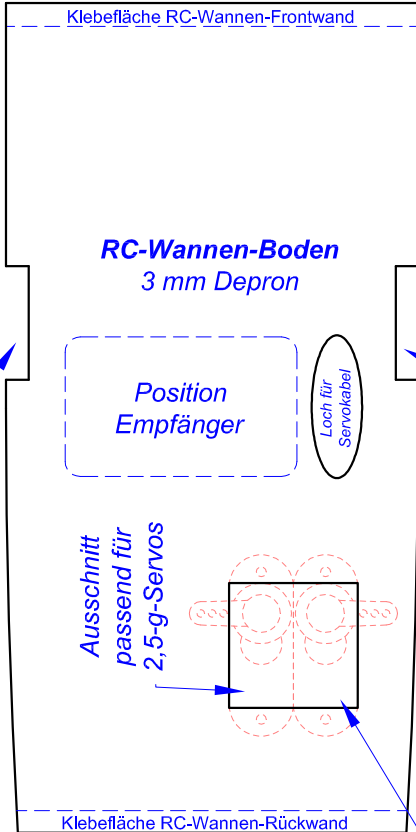 Klebefläche RC-Wannen-Frontwand
RC-Wannen-Boden
3 mm Depron
Position
Empfänger
Loch für
Servokabel
Ausschnitt
passend für
2,5-g-Servos
Klebefläche RC-Wannen-Rückwand